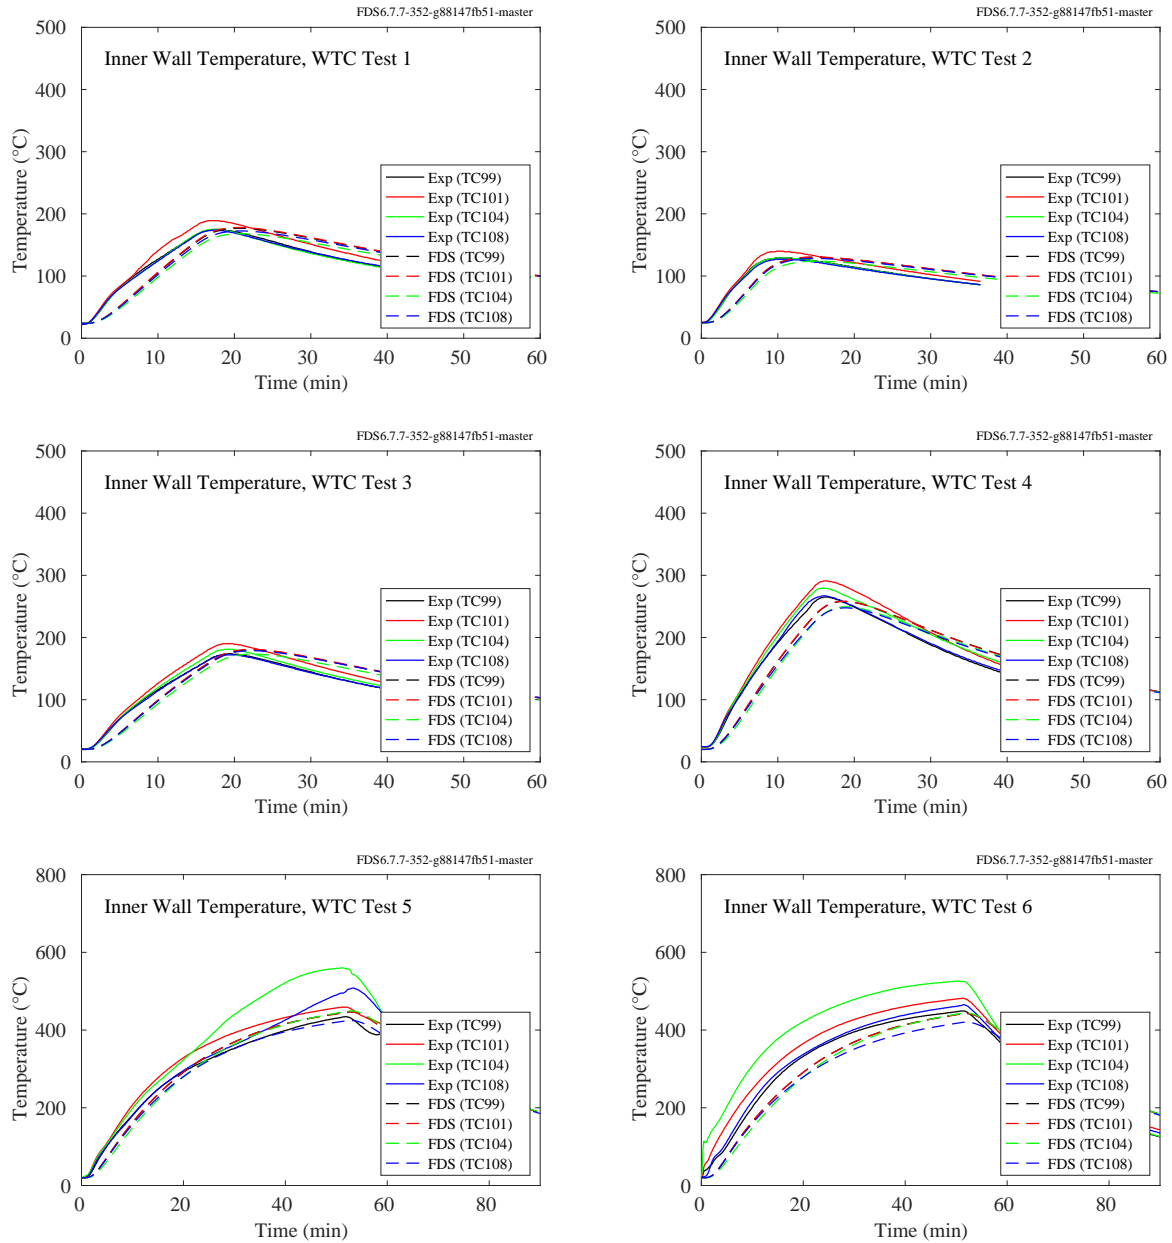 FDS6.7.7-352-g88147fb51-master
Inner Wall Temperature, WTC Test 1
Temperature (°C)
500
400
300
200
100
0
Exp (TC99)
Exp (TC101)
Exp (TC104)
Exp (TC108)
FDS (TC99)
FDS (TC101)
FDS (TC104)
FDS (TC108)
0 10 20 30 40 50 60
Time (min)
FDS6.7.7-352-g88147fb51-master
Inner Wall Temperature, WTC Test 2
Temperature (°C)
500
400
300
200
100
0
Exp (TC99)
Exp (TC101)
Exp (TC104)
Exp (TC108)
FDS (TC99)
FDS (TC101)
FDS (TC104)
FDS (TC108)
0 10 20 30 40 50 60
Time (min)
FDS6.7.7-352-g88147fb51-master
Inner Wall Temperature, WTC Test 3
Temperature (°C)
500
400
300
200
100
0
Exp (TC99)
Exp (TC101)
Exp (TC104)
Exp (TC108)
FDS (TC99)
FDS (TC101)
FDS (TC104)
FDS (TC108)
0 10 20 30 40 50 60
Time (min)
FDS6.7.7-352-g88147fb51-master
Inner Wall Temperature, WTC Test 4
Temperature (°C)
500
400
300
200
100
0
Exp (TC99)
Exp (TC101)
Exp (TC104)
Exp (TC108)
FDS (TC99)
FDS (TC101)
FDS (TC104)
FDS (TC108)
0 10 20 30 40 50 60
Time (min)
FDS6.7.7-352-g88147fb51-master
Inner Wall Temperature, WTC Test 5
Temperature (°C)
800
600
400
200
0
Exp (TC99)
Exp (TC101)
Exp (TC104)
Exp (TC108)
FDS (TC99)
FDS (TC101)
FDS (TC104)
FDS (TC108)
0 20 40 60 80
Time (min)
FDS6.7.7-352-g88147fb51-master
Inner Wall Temperature, WTC Test 6
Temperature (°C)
800
600
400
200
0
Exp (TC99)
Exp (TC101)
Exp (TC104)
Exp (TC108)
FDS (TC99)
FDS (TC101)
FDS (TC104)
FDS (TC108)
0 20 40 60 80
Time (min)